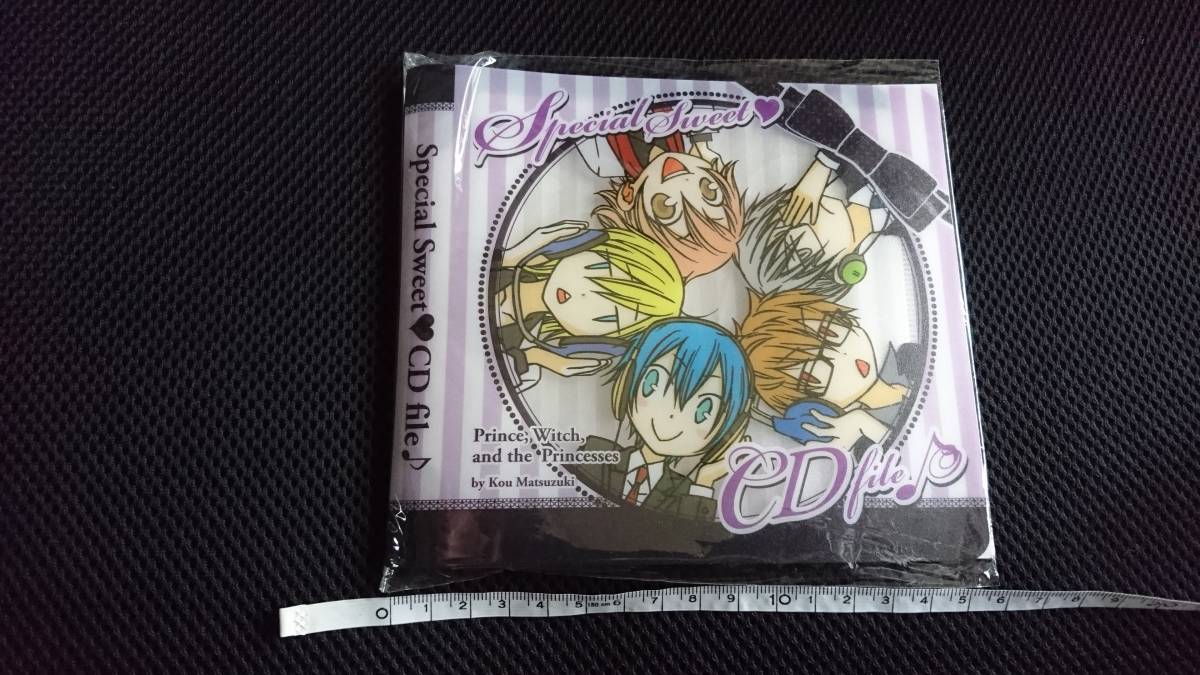 Special Sweet♥
Special Sweet♥CD file♪
Prince, Witch,
and the Princesses
by Kou Matsuzuki
CD file♪
0 1 2 3 4 5 150 cm 6 7 8 9 10 1 2 3 4 5 6 7 8 9